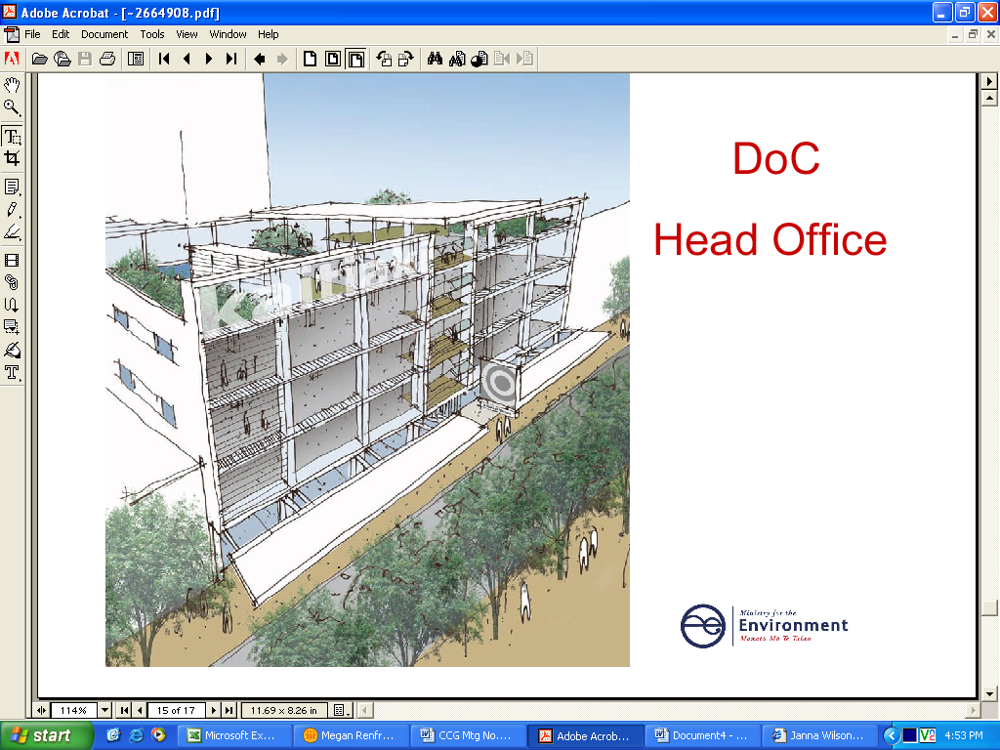 Adobe Acrobat - [~2664908.pdf]
File Edit Document Tools View Window Help
DoC
Head Office
Kaitiaki
Ministry for the
Environment
Manatū Mō Te Taiao
114%
15 of 17
11.69 x 8.26 in
start
Microsoft Ex...
Megan Renfr...
CCG Mtg No....
Adobe Acrob...
Document4 - ...
Janna Wilson...
4:53 PM